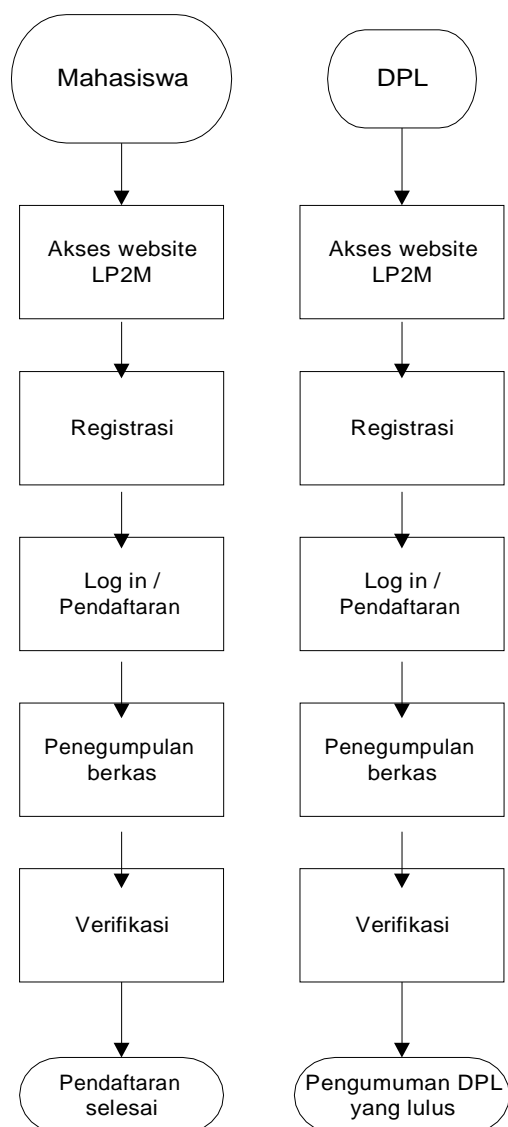 Mahasiswa
Akses website
LP2M
Registrasi
Log in /
Pendaftaran
Penegumpulan
berkas
Verifikasi
Pendaftaran
selesai
DPL
Akses website
LP2M
Registrasi
Log in /
Pendaftaran
Penegumpulan
berkas
Verifikasi
Pengumuman DPL
yang lulus